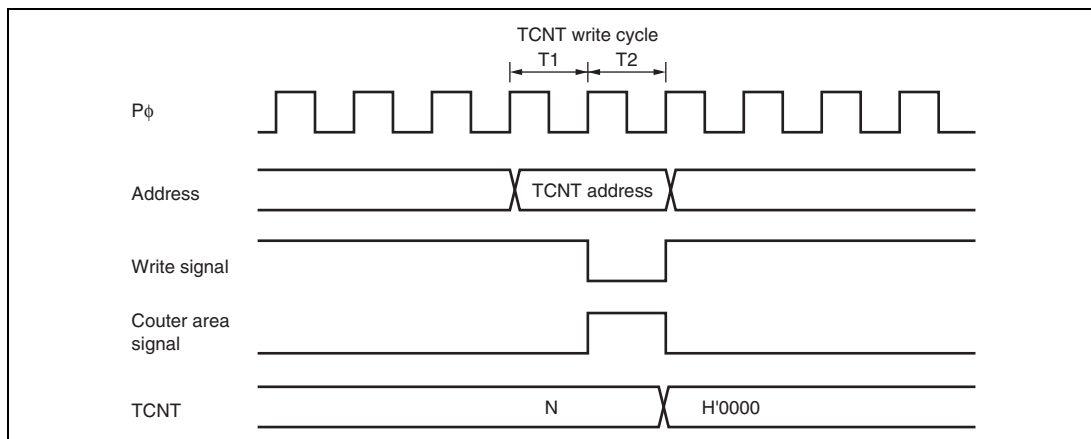 TCNT write cycle
T1 T2
Pϕ
Address
TCNT address
Write signal
Couter area
signal
TCNT
N
H'0000